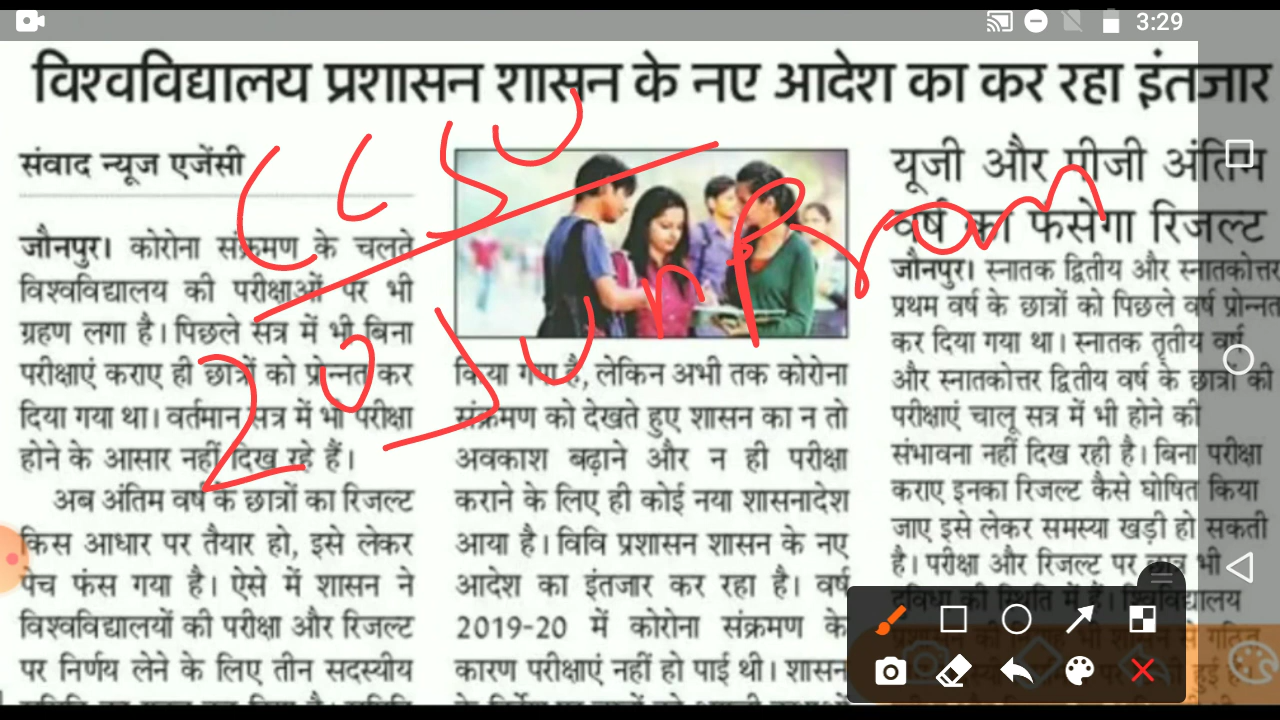 3:29
विश्वविद्यालय प्रशासन शासन के नए आदेश का कर रहा इंतजार
संवाद न्यूज एजेंसी
जौनपुर। कोरोना संक्रमण के चलते
विश्वविद्यालय की परीक्षाओं पर भी
ग्रहण लगा है। पिछले सत्र में भी बिना
परीक्षाएं कराए ही छात्रों को प्रोन्नत कर
दिया गया था। वर्तमान सत्र में भी परीक्षा
होने के आसार नहीं दिख रहे हैं।
अब अंतिम वर्ष के छात्रों का रिजल्ट
किस आधार पर तैयार हो, इसे लेकर
पेच फंस गया है। ऐसे में शासन ने
विश्वविद्यालयों की परीक्षा और रिजल्ट
पर निर्णय लेने के लिए तीन सदस्यीय
किया गया है, लेकिन अभी तक कोरोना
संक्रमण को देखते हुए शासन का न तो
अवकाश बढ़ाने और न ही परीक्षा
कराने के लिए ही कोई नया शासनादेश
आया है। विवि प्रशासन शासन के नए
आदेश का इंतजार कर रहा है। वर्ष
2019-20 में कोरोना संक्रमण के
कारण परीक्षाएं नहीं हो पाई थी। शासन
यूजी और पीजी अंतिम
वर्ष का फंसेगा रिजल्ट
जौनपुर। स्नातक द्वितीय और स्नातकोत्तर
प्रथम वर्ष के छात्रों को पिछले वर्ष प्रोन्नत
कर दिया गया था। स्नातक तृतीय वर्ष
और स्नातकोत्तर द्वितीय वर्ष के छात्रों की
परीक्षाएं चालू सत्र में भी होने की
संभावना नहीं दिख रही है। बिना परीक्षा
कराए इनका रिजल्ट कैसे घोषित किया
जाए इसे लेकर समस्या खड़ी हो सकती
है। परीक्षा और रिजल्ट पर छात्र भी
20 Jun From